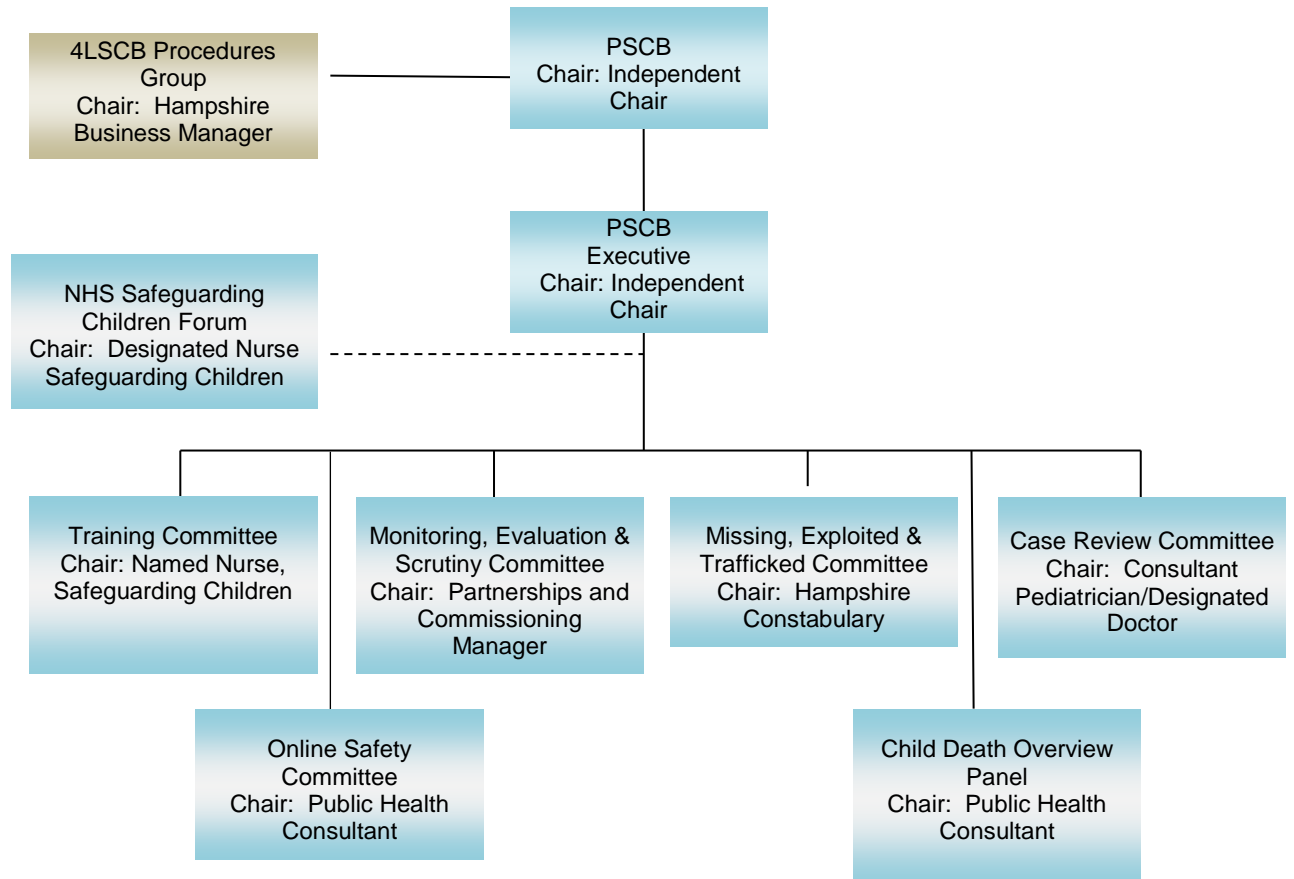 4LSCB Procedures
Group
Chair: Hampshire
Business Manager
PSCB
Chair: Independent
Chair
PSCB
Executive
Chair: Independent
Chair
NHS Safeguarding
Children Forum
Chair: Designated Nurse
Safeguarding Children
Training Committee
Chair: Named Nurse,
Safeguarding Children
Monitoring, Evaluation &
Scrutiny Committee
Chair: Partnerships and
Commissioning
Manager
Missing, Exploited &
Trafficked Committee
Chair: Hampshire
Constabulary
Case Review Committee
Chair: Consultant
Pediatrician/Designated
Doctor
Online Safety
Committee
Chair: Public Health
Consultant
Child Death Overview
Panel
Chair: Public Health
Consultant